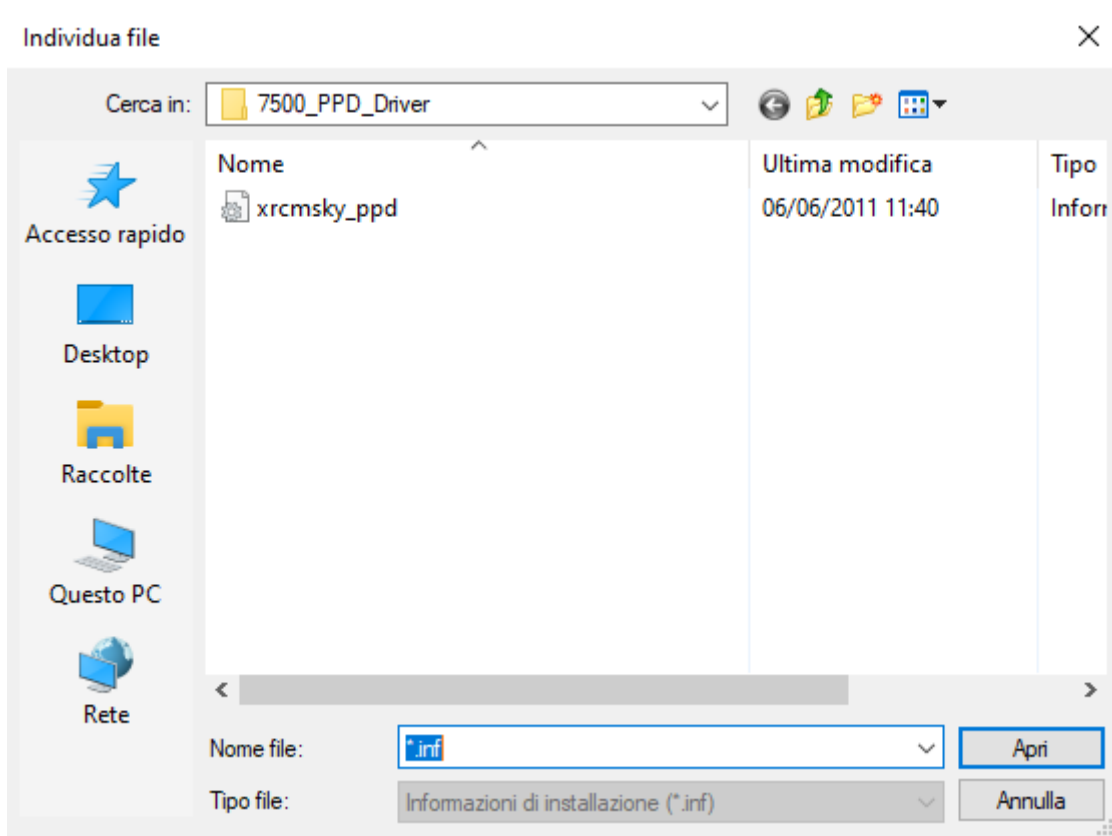 Individua file
Cerca in: 7500_PPD_Driver
Nome Ultima modifica Tipo
xrcmsky_ppd 06/06/2011 11:40
Accesso rapido
Desktop
Raccolte
Questo PC
Rete
Nome file: *.inf Apri
Tipo file: Informazioni di installazione (*.inf) Annulla